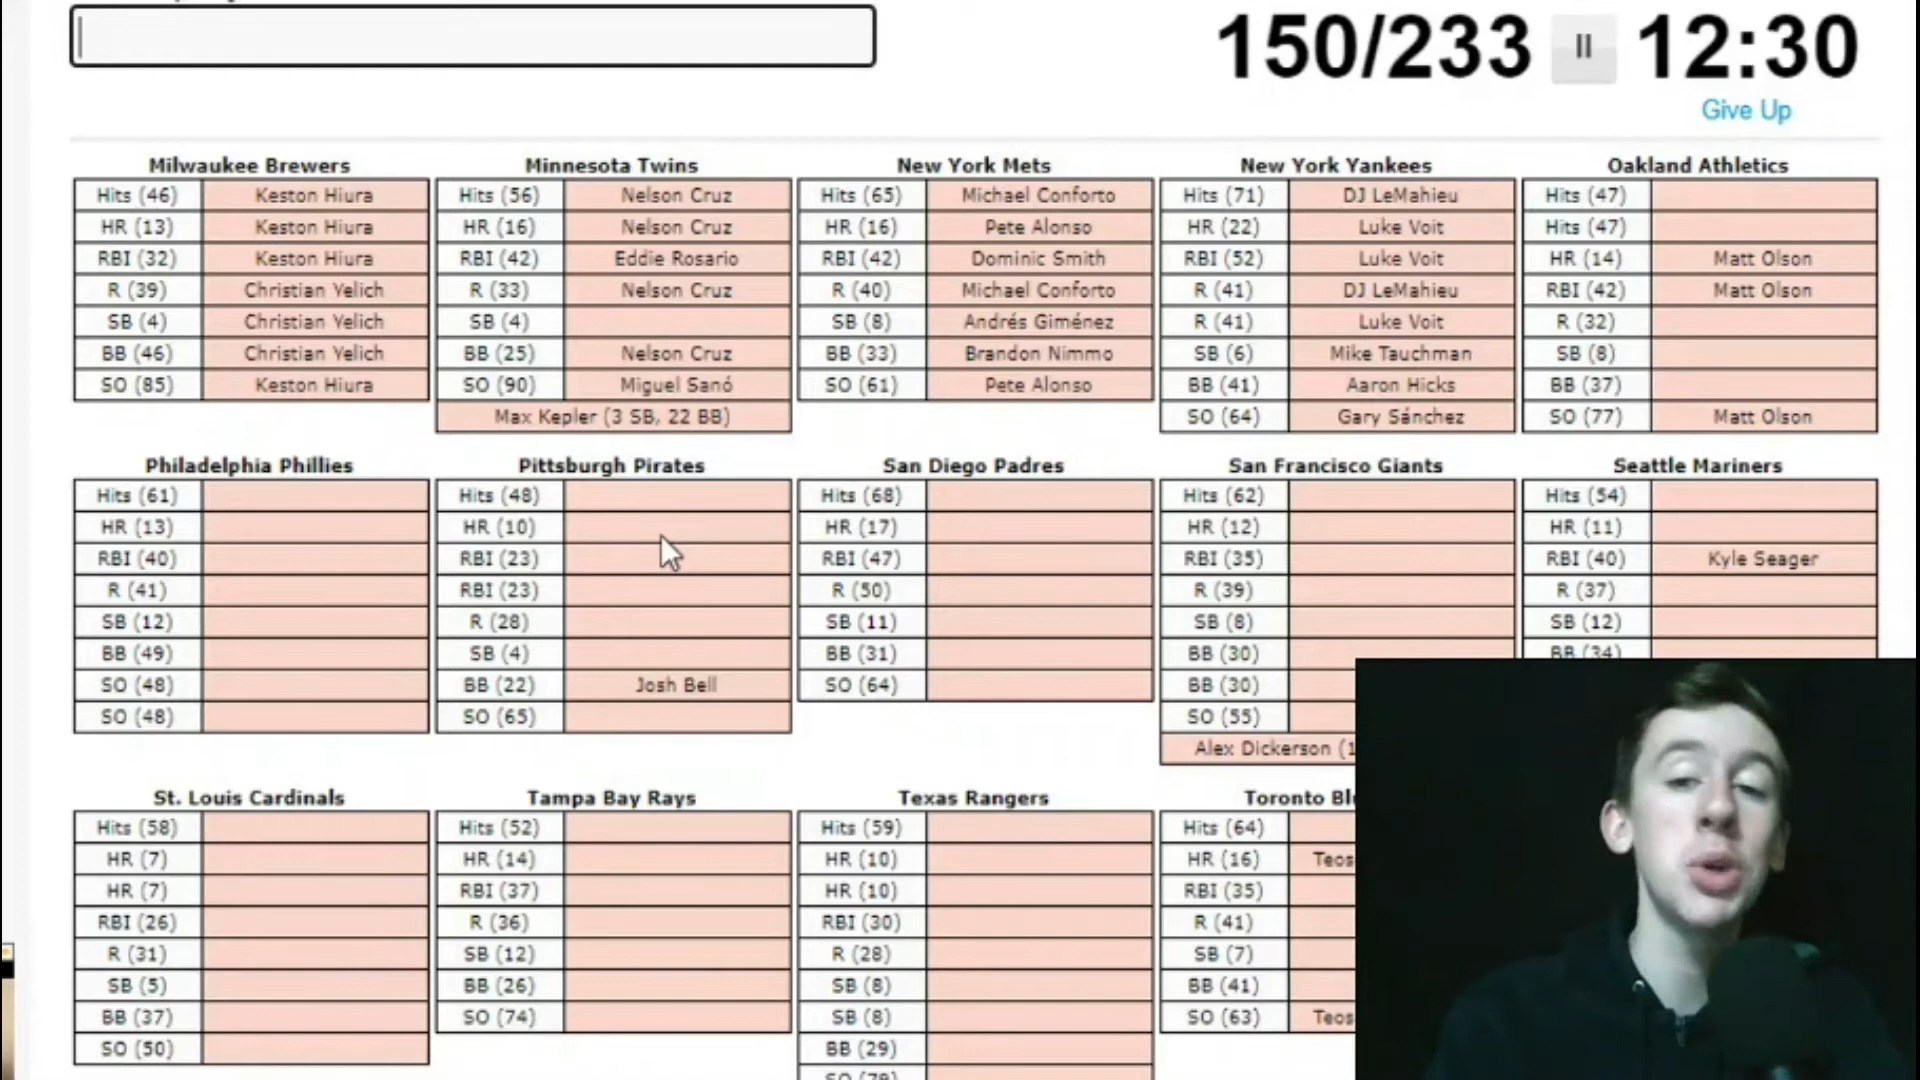 150/233 12:30
Give Up
Milwaukee Brewers
Hits (46) Keston Hiura
HR (13) Keston Hiura
RBI (32) Keston Hiura
R (39) Christian Yelich
SB (4) Christian Yelich
BB (46) Christian Yelich
SO (85) Keston Hiura
Minnesota Twins
Hits (56) Nelson Cruz
HR (16) Nelson Cruz
RBI (42) Eddie Rosario
R (33) Nelson Cruz
SB (4)
BB (25) Nelson Cruz
SO (90) Miguel Sanó
Max Kepler (3 SB, 22 BB)
New York Mets
Hits (65) Michael Conforto
HR (16) Pete Alonso
RBI (42) Dominic Smith
R (40) Michael Conforto
SB (8) Andrés Giménez
BB (33) Brandon Nimmo
SO (61) Pete Alonso
New York Yankees
Hits (71) DJ LeMahieu
HR (22) Luke Voit
RBI (52) Luke Voit
R (41) DJ LeMahieu
R (41) Luke Voit
SB (6) Mike Tauchman
BB (41) Aaron Hicks
SO (64) Gary Sánchez
Oakland Athletics
Hits (47)
Hits (47)
HR (14) Matt Olson
RBI (42) Matt Olson
R (32)
SB (8)
BB (37)
SO (77) Matt Olson
Philadelphia Phillies
Hits (61)
HR (13)
RBI (40)
R (41)
SB (12)
BB (49)
SO (48)
SO (48)
Pittsburgh Pirates
Hits (48)
HR (10)
RBI (23)
RBI (23)
R (28)
SB (4)
BB (22) Josh Bell
SO (65)
San Diego Padres
Hits (68)
HR (17)
RBI (47)
R (50)
SB (11)
BB (31)
SO (64)
San Francisco Giants
Hits (62)
HR (12)
RBI (35)
R (39)
SB (8)
BB (30)
BB (30)
SO (55)
Alex Dickerson (1
Seattle Mariners
Hits (54)
HR (11)
RBI (40) Kyle Seager
R (37)
SB (12)
BB (34)
St. Louis Cardinals
Hits (58)
HR (7)
HR (7)
RBI (26)
R (31)
SB (5)
BB (37)
SO (50)
Tampa Bay Rays
Hits (52)
HR (14)
RBI (37)
R (36)
SB (12)
BB (26)
SO (74)
Texas Rangers
Hits (59)
HR (10)
HR (10)
RBI (30)
R (28)
SB (8)
SB (8)
BB (29)
Toronto Bl
Hits (64)
HR (16) Teos
RBI (35)
R (41)
SB (7)
BB (41)
SO (63) Teos